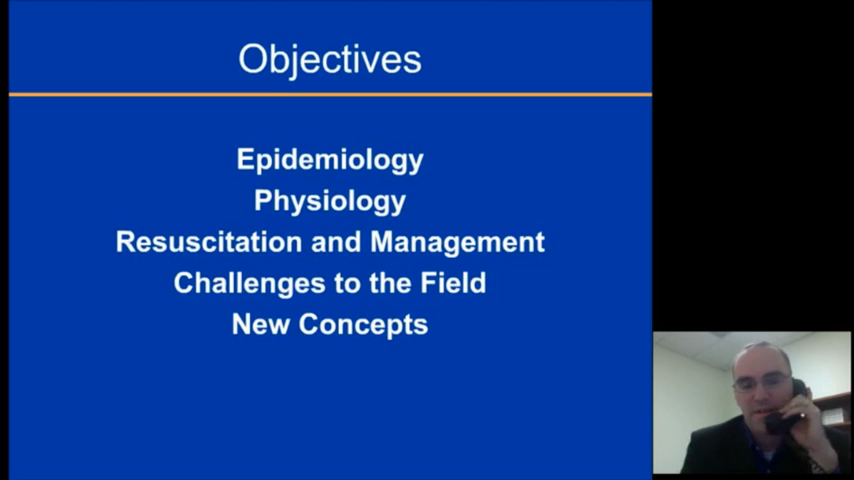 Objectives
Epidemiology
Physiology
Resuscitation and Management
Challenges to the Field
New Concepts